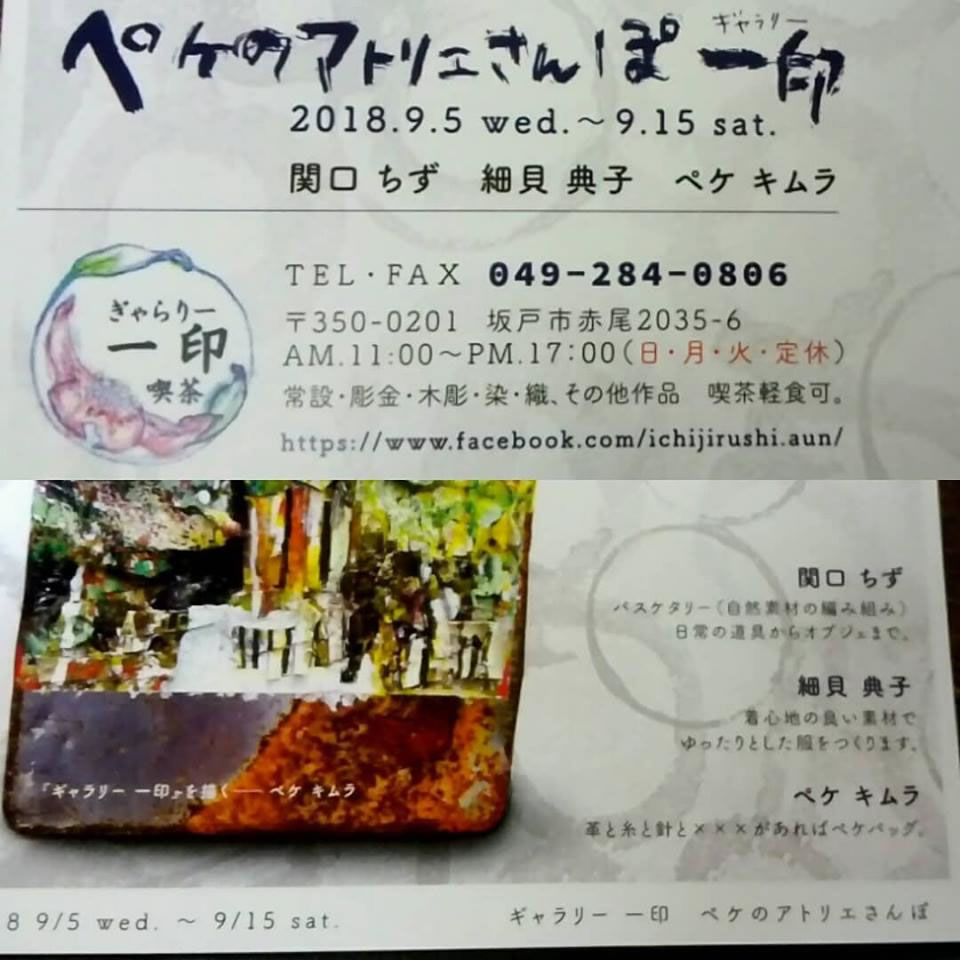 ギャラリー
ペケのアトリエさんぽ 一印
2018.9.5 wed.〜9.15 sat.
関口 ちず 細貝 典子 ペケ キムラ
ぎゃらりー
一印
喫茶
TEL・FAX 049-284-0806
〒350-0201 坂戸市赤尾2035-6
AM.11:00〜PM.17:00(日・月・火・定休)
常設・彫金・木彫・染・織、その他作品 喫茶軽食可。
https://www.facebook.com/ichijirushi.aun/
関口 ちず
バスケタリー(自然素材の編み組み)
日常の道具からオブジェまで。
細貝 典子
着心地の良い素材で
ゆったりとした服をつくります。
ペケ キムラ
革と糸と針と×××があればペケバッグ。
『ギャラリー 一印』を描く── ペケ キムラ
8 9/5 wed. 〜 9/15 sat.
ギャラリー 一印 ペケのアトリエさんぽ